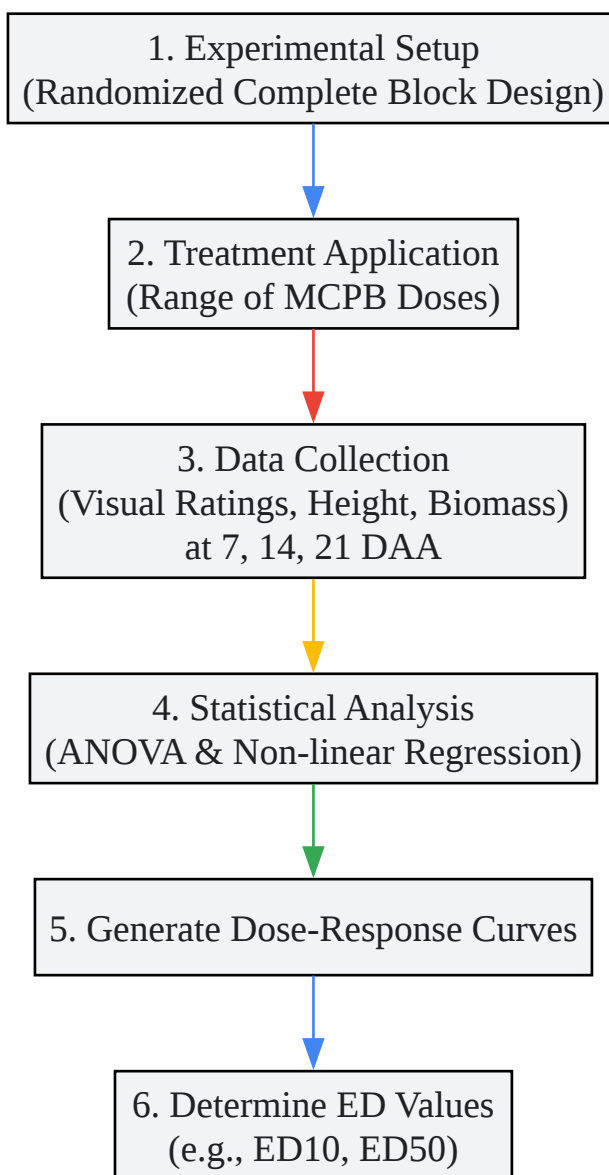 1. Experimental Setup
(Randomized Complete Block Design)
2. Treatment Application
(Range of MCPB Doses)
3. Data Collection
(Visual Ratings, Height, Biomass)
at 7, 14, 21 DAA
4. Statistical Analysis
(ANOVA & Non-linear Regression)
5. Generate Dose-Response Curves
6. Determine ED Values
(e.g., ED10, ED50)